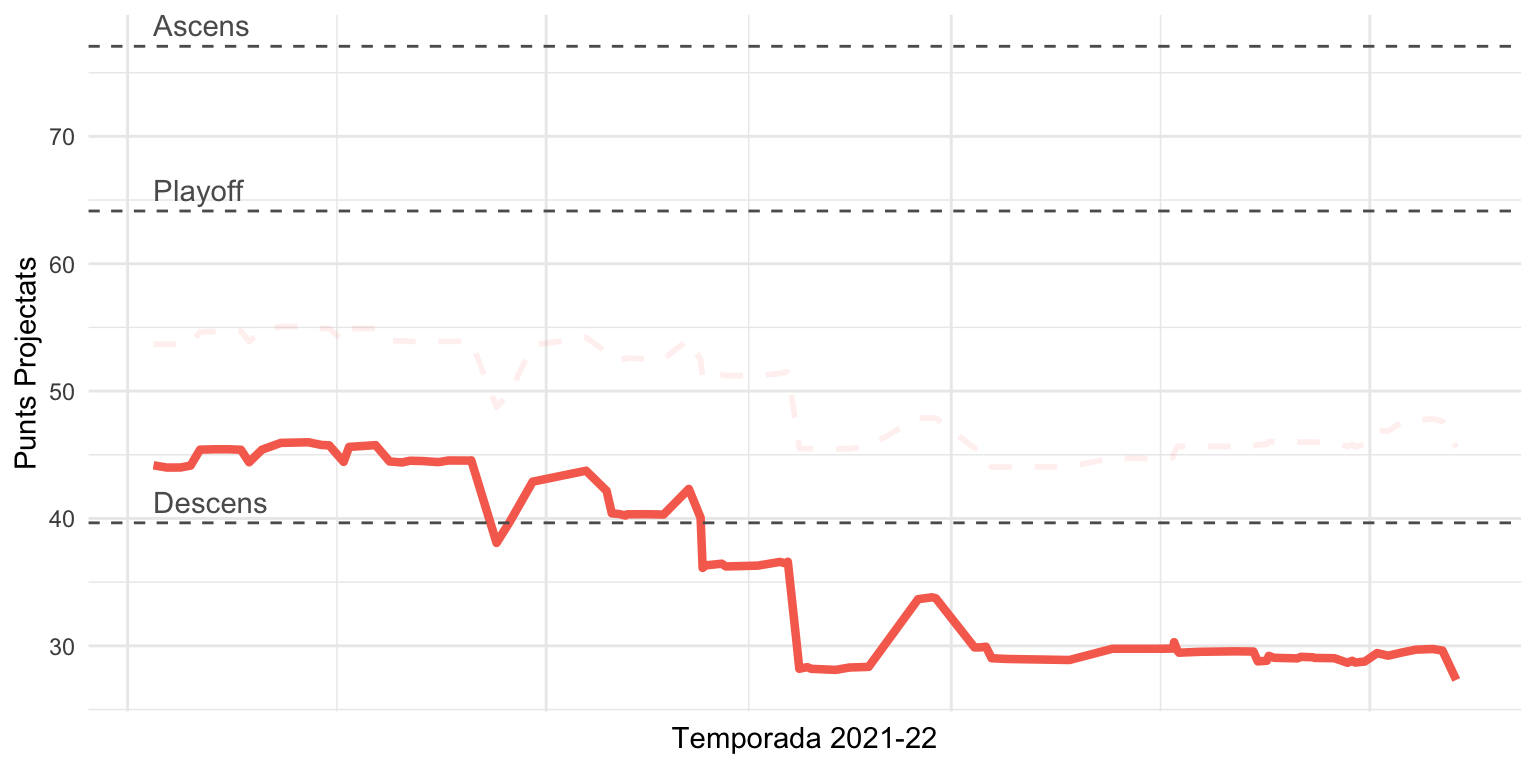 Ascens
70
Playoff
60
Punts Projectats
50
Descens
40
30
Temporada 2021-22